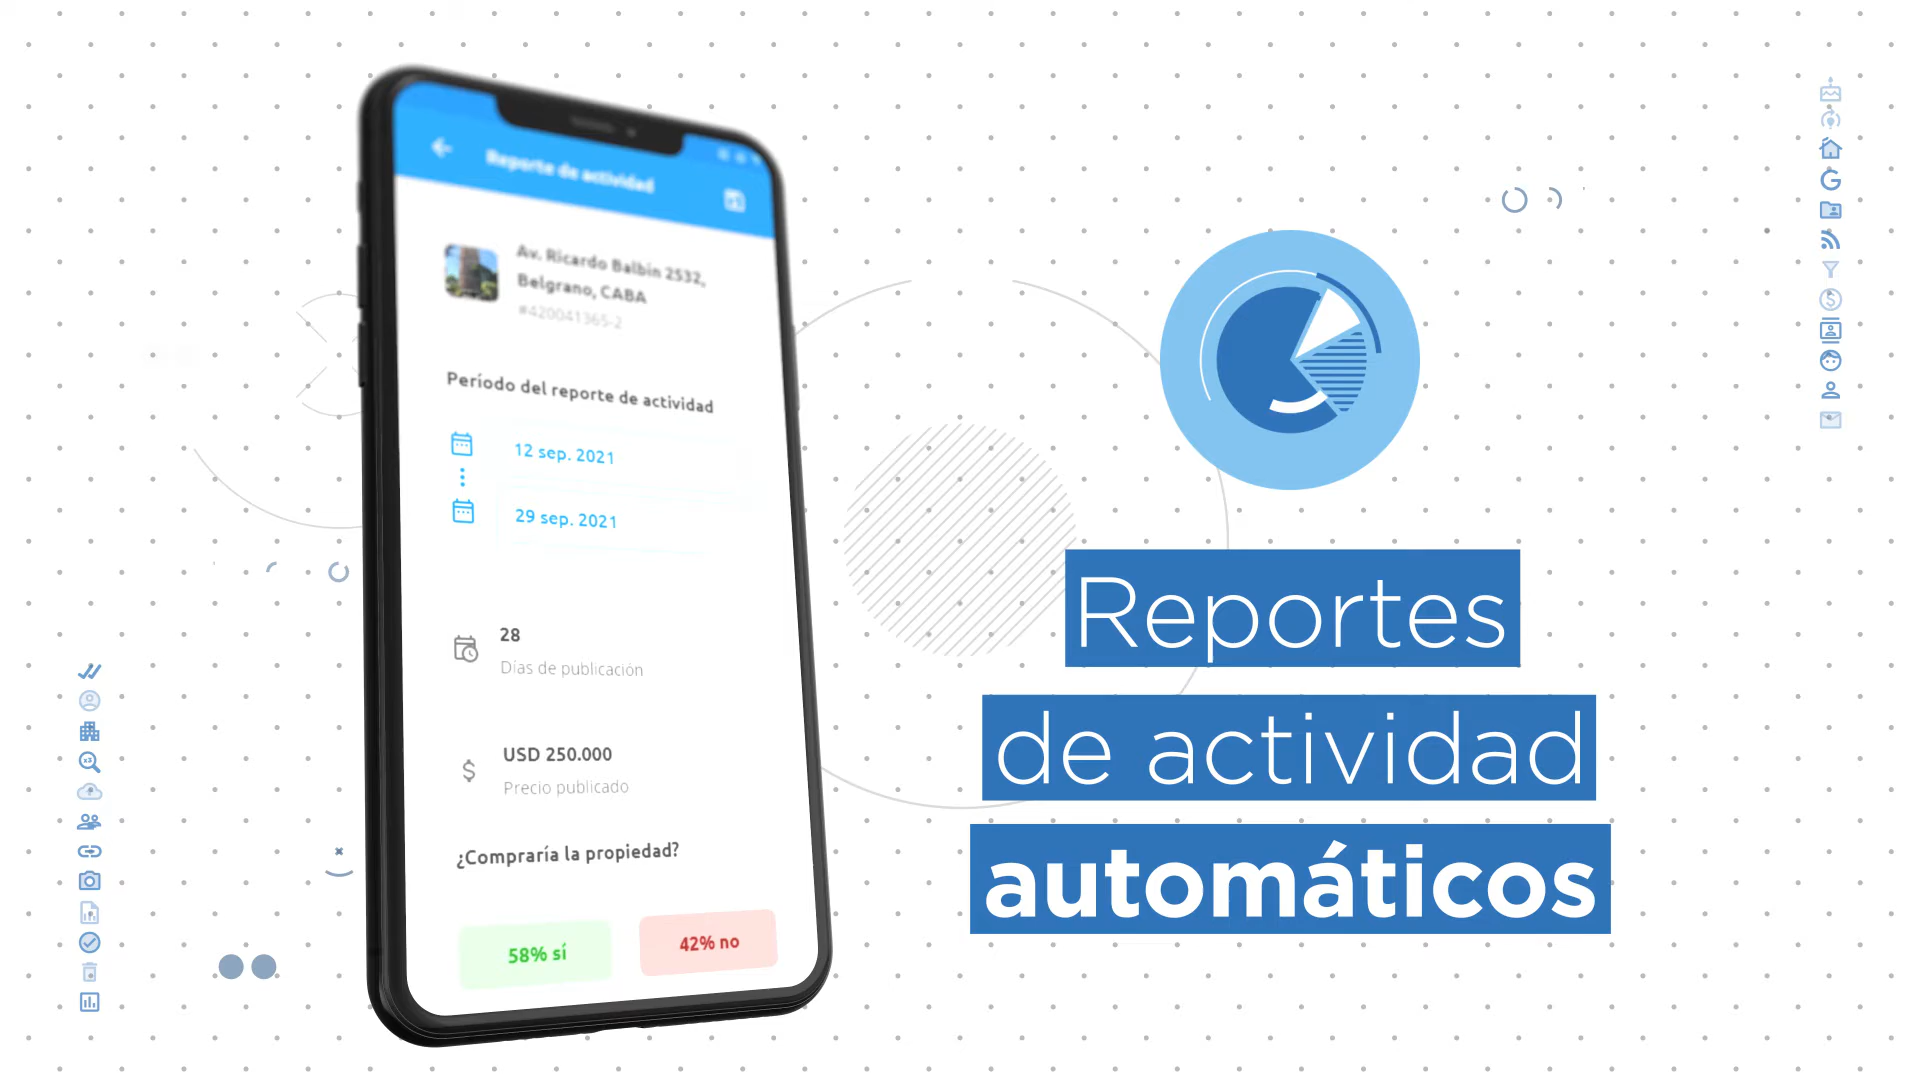 Reporte de actividad
Av. Ricardo Balbín 2532,
Belgrano, CABA
#420041365-2
Período del reporte de actividad
12 sep. 2021
29 sep. 2021
28
Días de publicación
USD 250.000
Precio publicado
¿Compraría la propiedad?
58% sí
42% no
Reportes
de actividad
automáticos